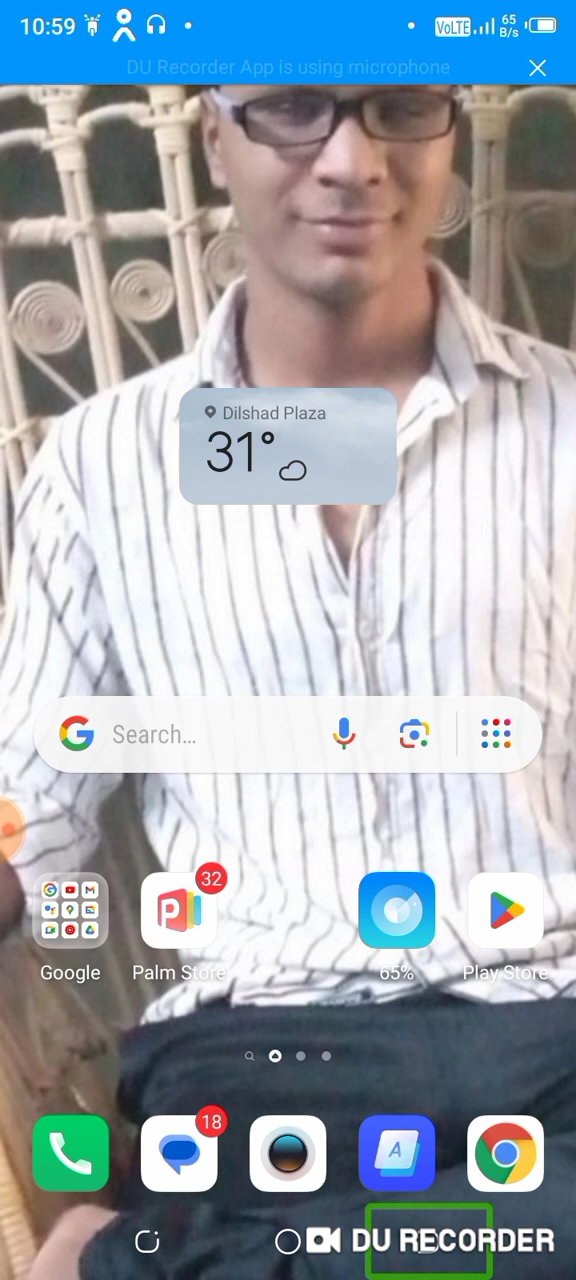 10:59
VoLTE
65 B/s
DU Recorder App is using microphone
Dilshad Plaza
31°
Search...
32
Google
Palm Store
65%
Play Store
18
A
DU RECORDER